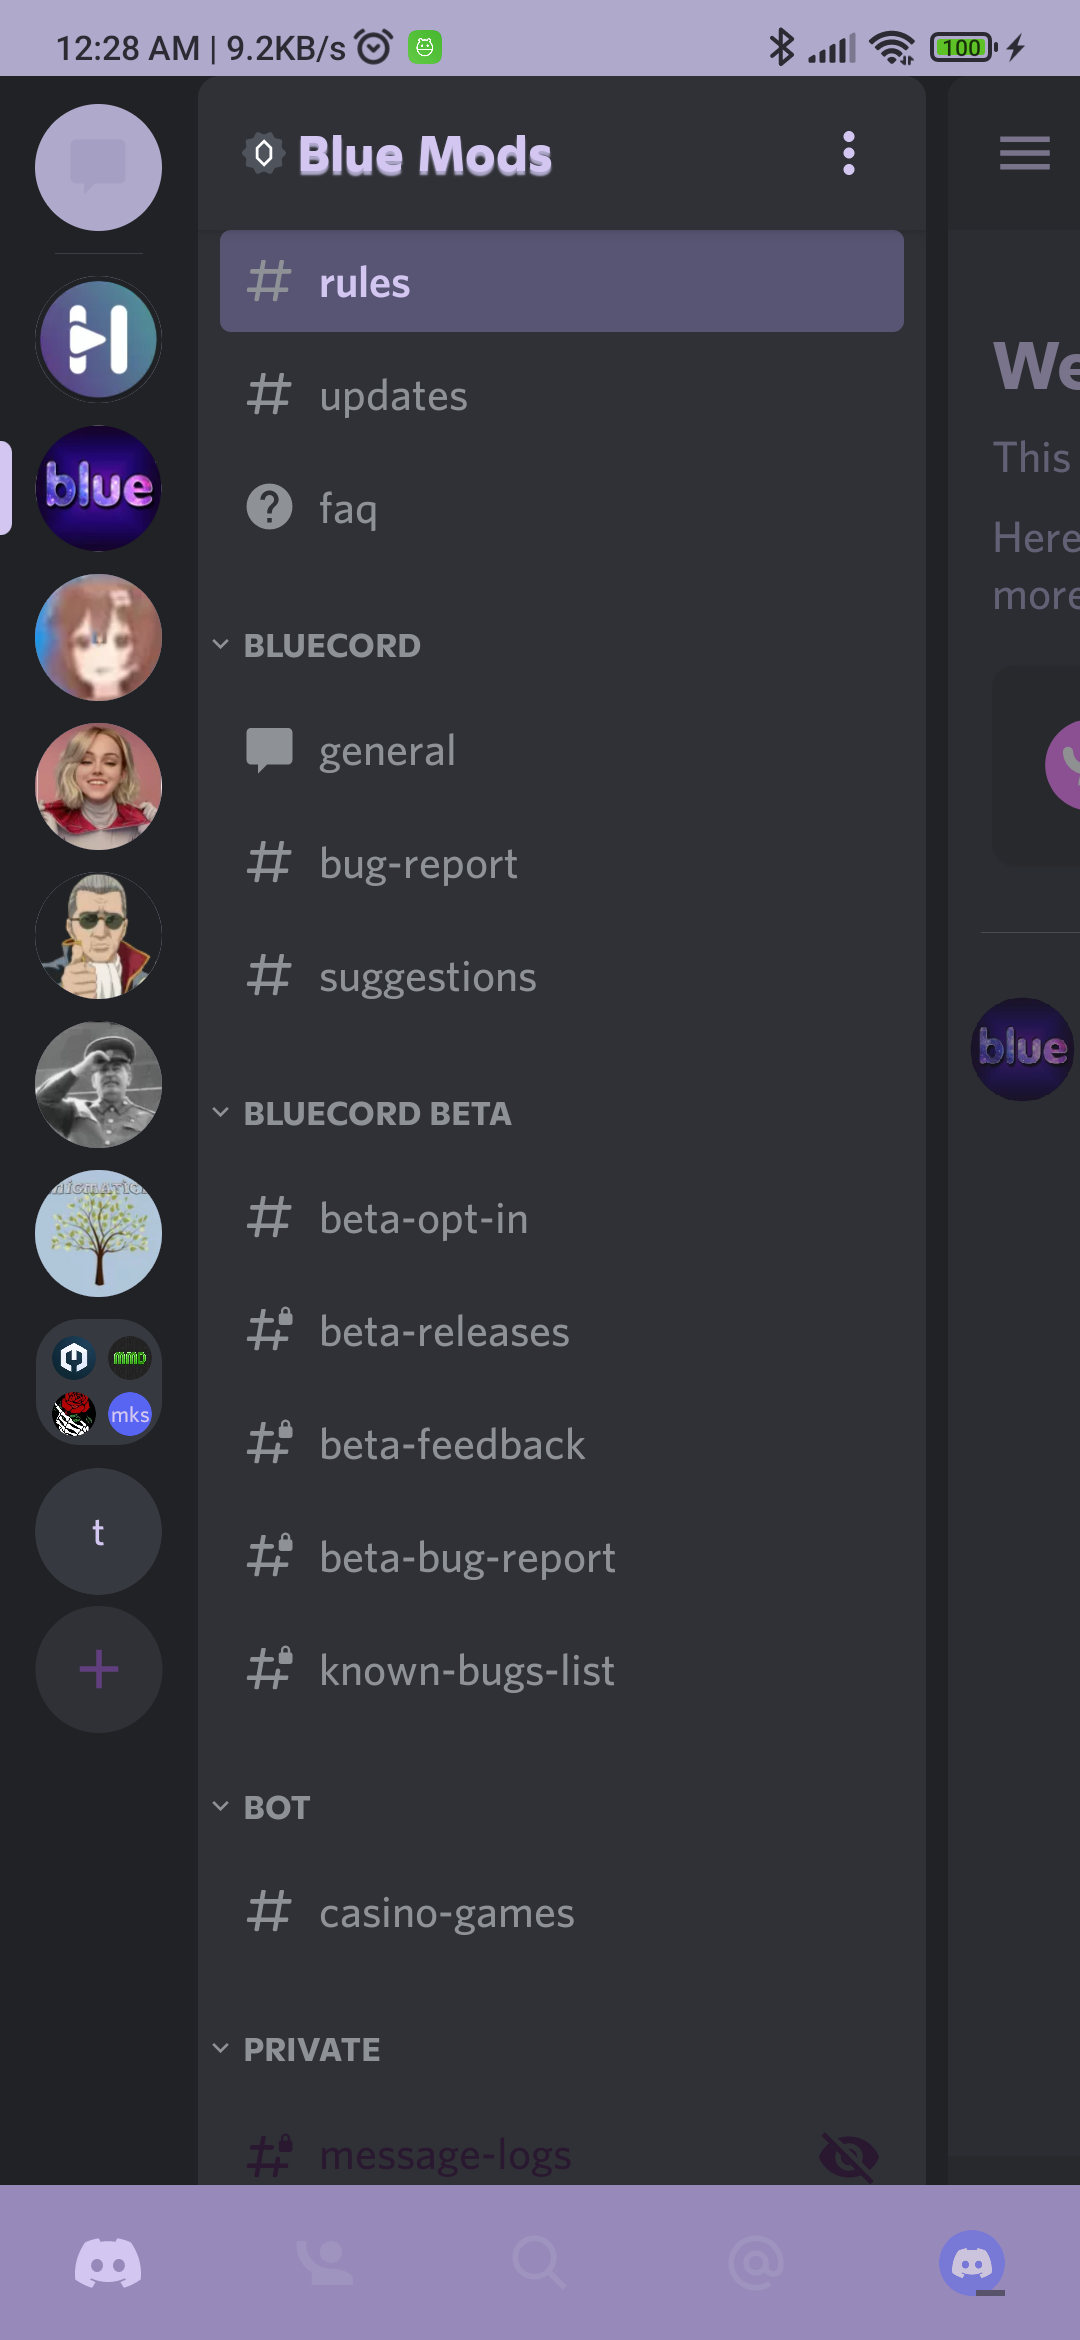 12:28 AM | 9.2KB/s
100
Blue Mods
rules
updates
faq
BLUECORD
general
bug-report
suggestions
BLUECORD BETA
beta-opt-in
beta-releases
beta-feedback
beta-bug-report
known-bugs-list
BOT
casino-games
PRIVATE
message-logs
blue
MMD
mks
t
We
This
Here
more
blue